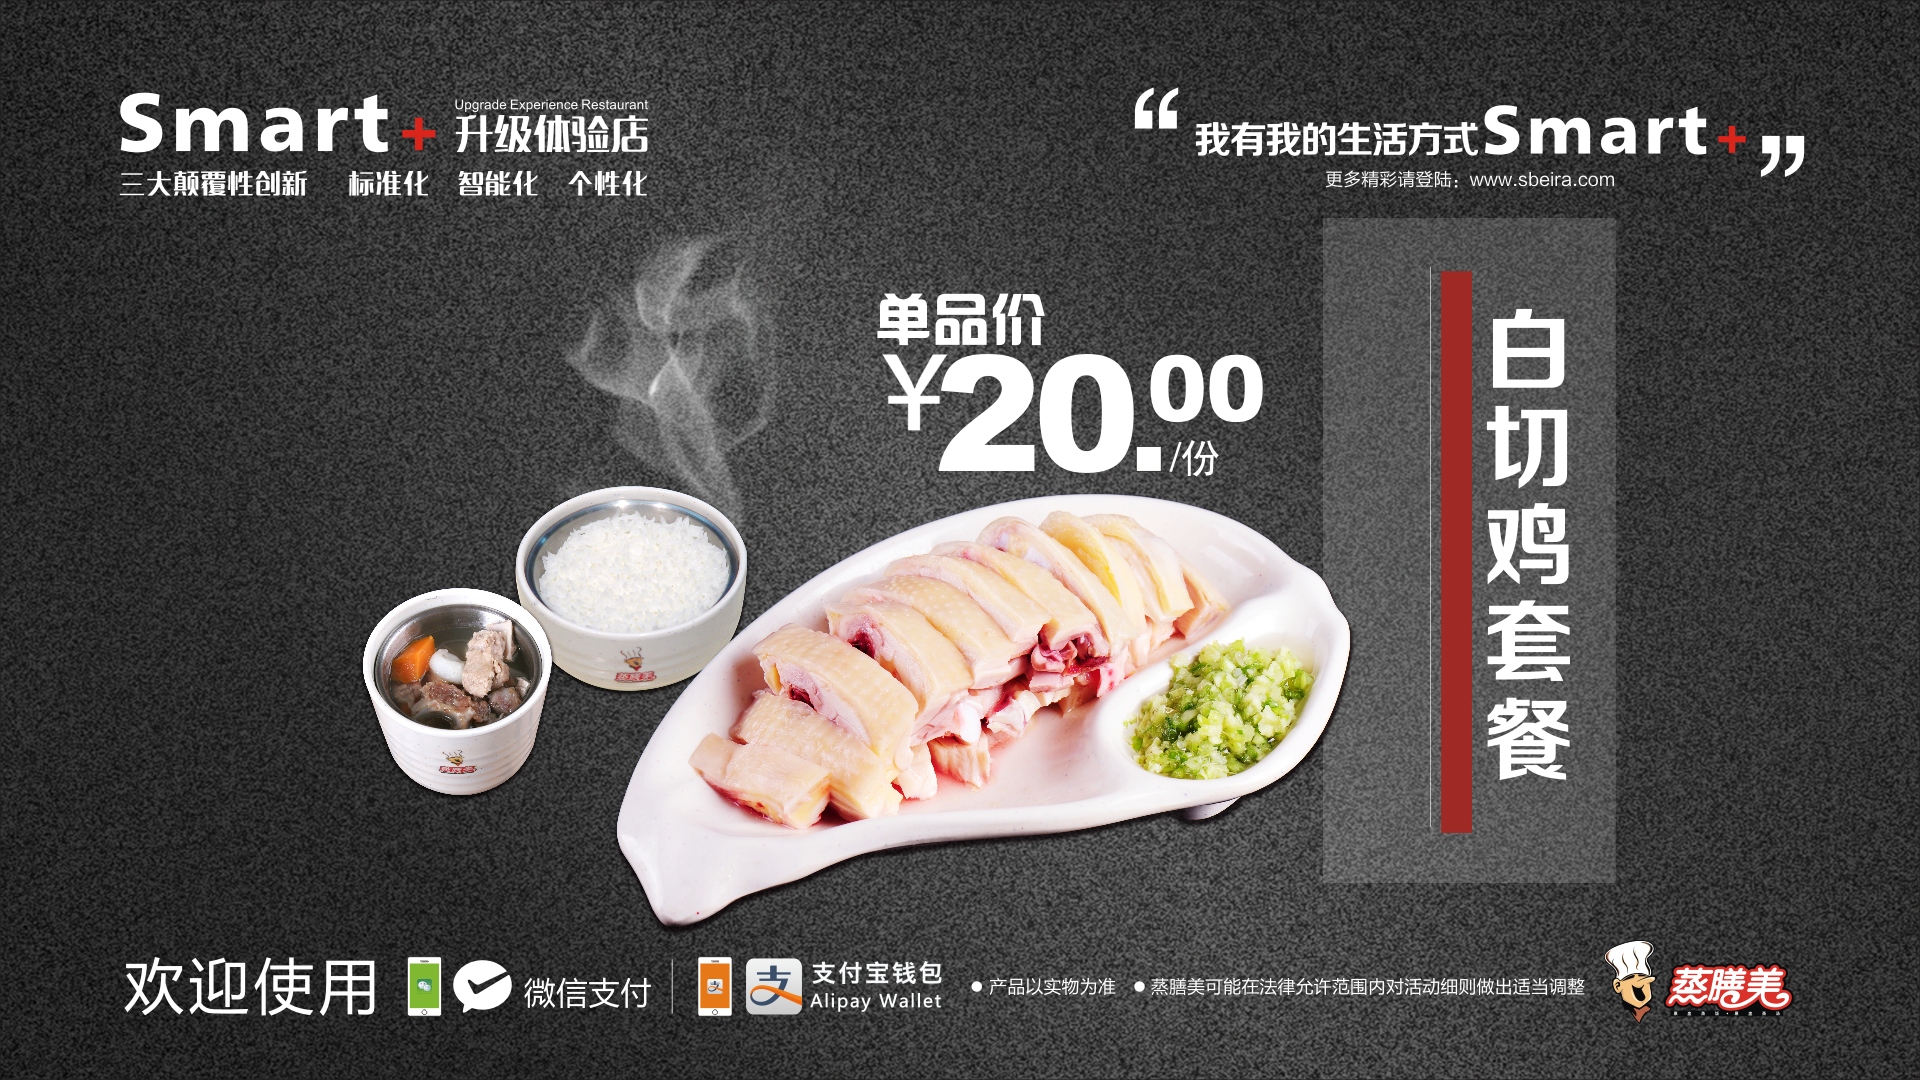 Smart+
Upgrade Experience Restaurant
升级体验店
三大颠覆性创新 标准化 智能化 个性化
“我有我的生活方式Smart+”
更多精彩请登陆：www.sbeira.com
单品价
¥20.00/份
白切鸡套餐
蒸膳美
欢迎使用 微信支付
支付宝钱包
Alipay Wallet
● 产品以实物为准 ● 蒸膳美可能在法律允许范围内对活动细则做出适当调整
蒸膳美